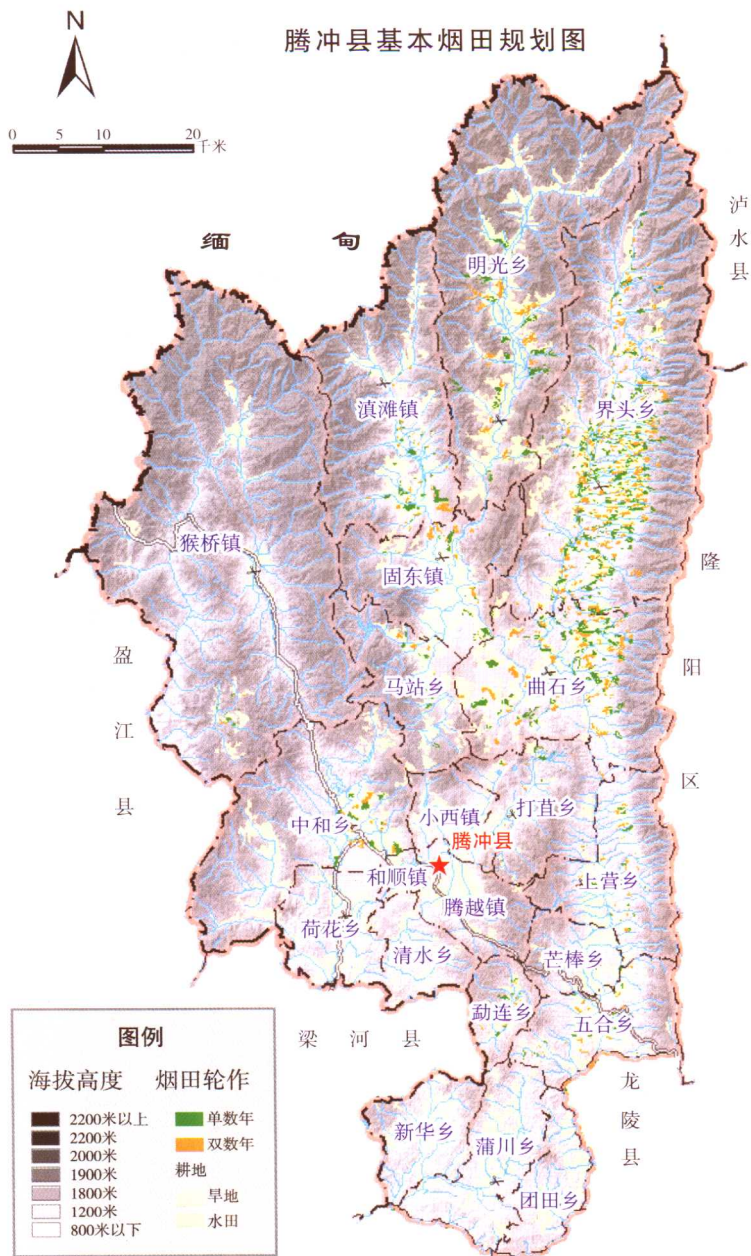 N
腾冲县基本烟田规划图
0 5 10 20
千米
泸水县
缅甸
明光乡
滇滩镇
界头乡
猴桥镇
固东镇
隆阳区
盈江县
马站乡
曲石乡
小西镇
打苴乡
中和乡
腾冲县
和顺镇
上营乡
腾越镇
荷花乡
清水乡
芒棒乡
勐连乡
五合乡
梁河县
龙陵县
新华乡
蒲川乡
团田乡
图例
海拔高度 烟田轮作
2200米以上 单数年
2200米 双数年
2000米
耕地
1900米
1800米 旱地
1200米 水田
800米以下